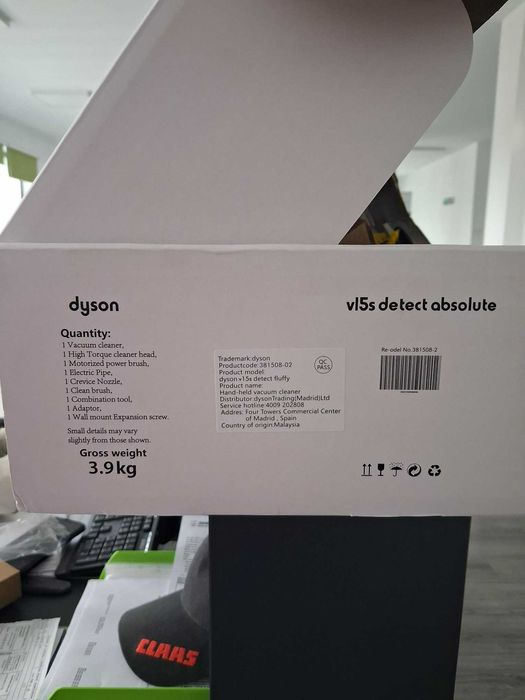 dyson
v15s detect absolute
Quantity:
1 Vacuum cleaner,
1 High Torque cleaner head,
1 Motorized power brush,
1 Electric Pipe,
1 Crevice Nozzle,
1 Clean brush,
1 Combination tool,
1 Adaptor,
1 Wall mount Expansion screw.
Small details may vary
slightly from those shown.
Gross weight
3.9kg
Trademark:dyson
Productcode:381508-02
Product model:
dyson v15s detect fluffy
Product name:
Hand-held vacuum cleaner
Distributor dysonTrading(Madrid)Ltd
Service hotline:4009 202808
Addres: Four Towers Commercial Center
of Madrid , Spain
Country of origin:Malaysia
QC
PASS
Re-odel No.381508-2
CLAAS